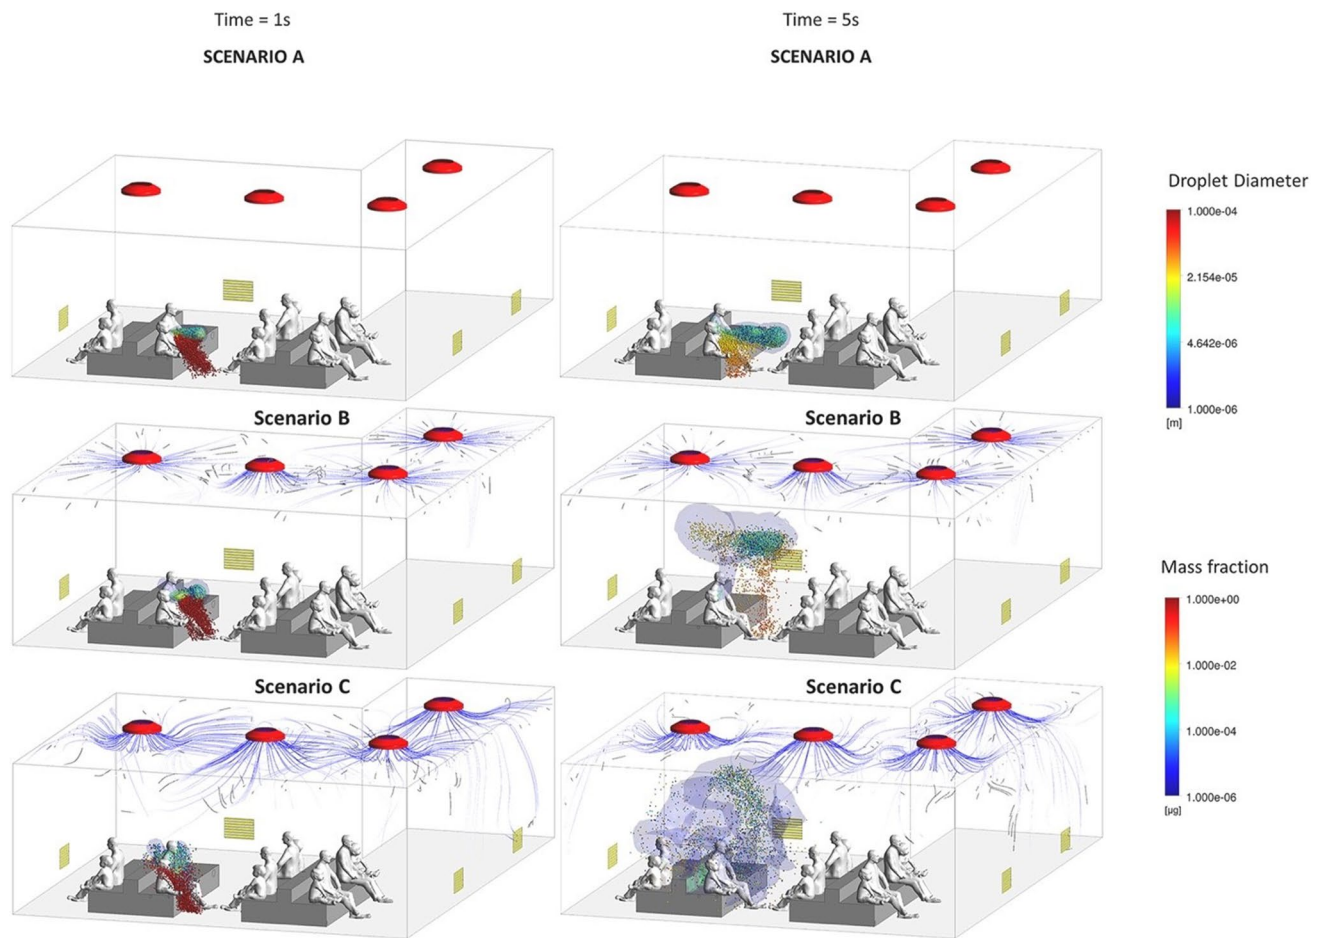 Time = 1s
Time = 5s
SCENARIO A
SCENARIO A
Droplet Diameter
1.000e-04
2.154e-05
4.642e-06
1.000e-06
[m]
Scenario B
Scenario B
Mass fraction
1.000e+00
1.000e-02
1.000e-04
1.000e-06
[µg]
Scenario C
Scenario C